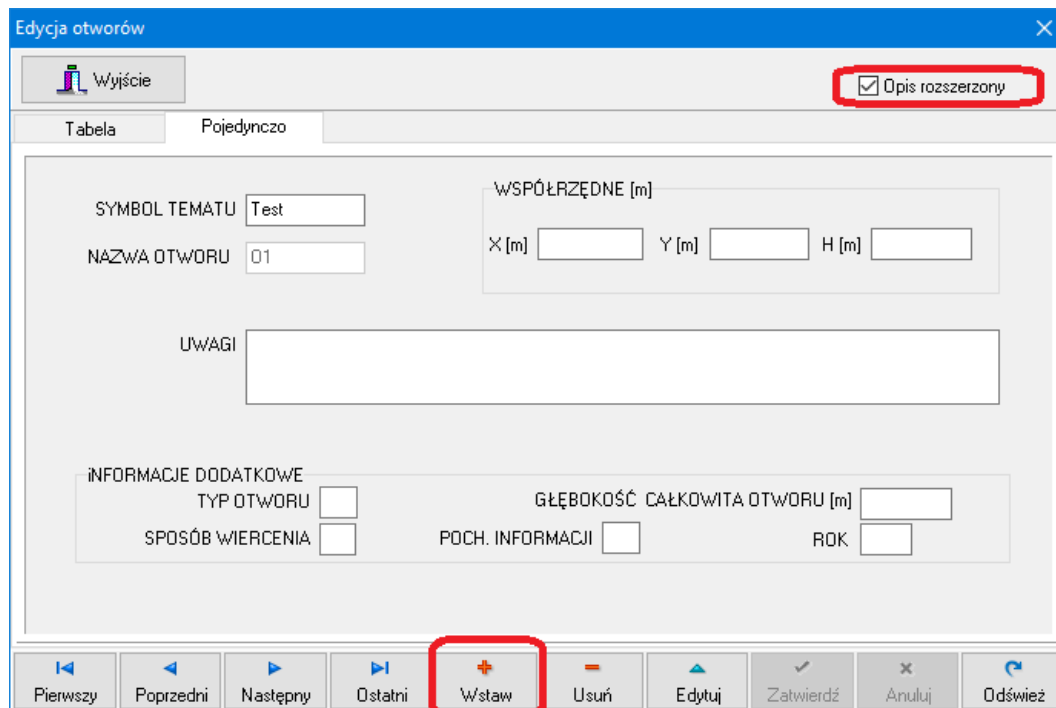 Edycja otworów
Wyjście
Opis rozszerzony
Tabela Pojedynczo
WSPÓŁRZĘDNE [m]
SYMBOL TEMATU Test
X [m] Y [m] H [m]
NAZWA OTWORU 01
UWAGI
iNFORMACJE DODATKOWE
TYP OTWORU GŁĘBOKOŚĆ CAŁKOWITA OTWORU [m]
SPOSÓB WIERCENIA POCH. INFORMACJI ROK
Pierwszy Poprzedni Następny Ostatni Wstaw Usuń Edytuj Zatwierdź Anuluj Odśwież